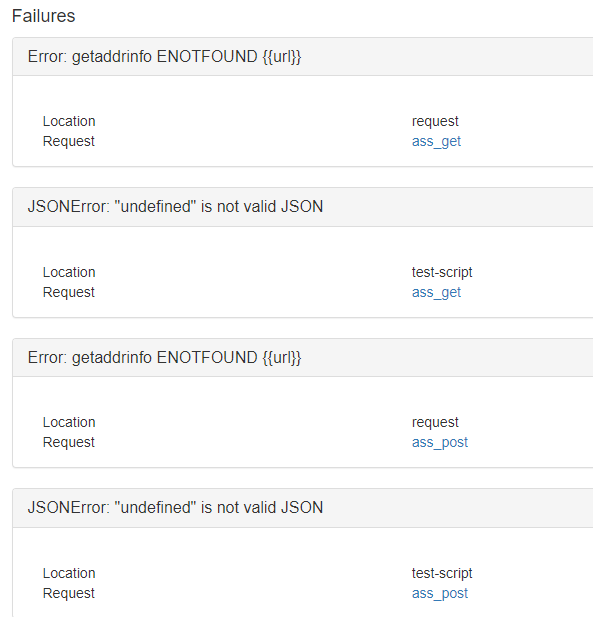 Failures
Error: getaddrinfo ENOTFOUND {{url}}
Location request
Request ass_get
JSONError: "undefined" is not valid JSON
Location test-script
Request ass_get
Error: getaddrinfo ENOTFOUND {{url}}
Location request
Request ass_post
JSONError: "undefined" is not valid JSON
Location test-script
Request ass_post